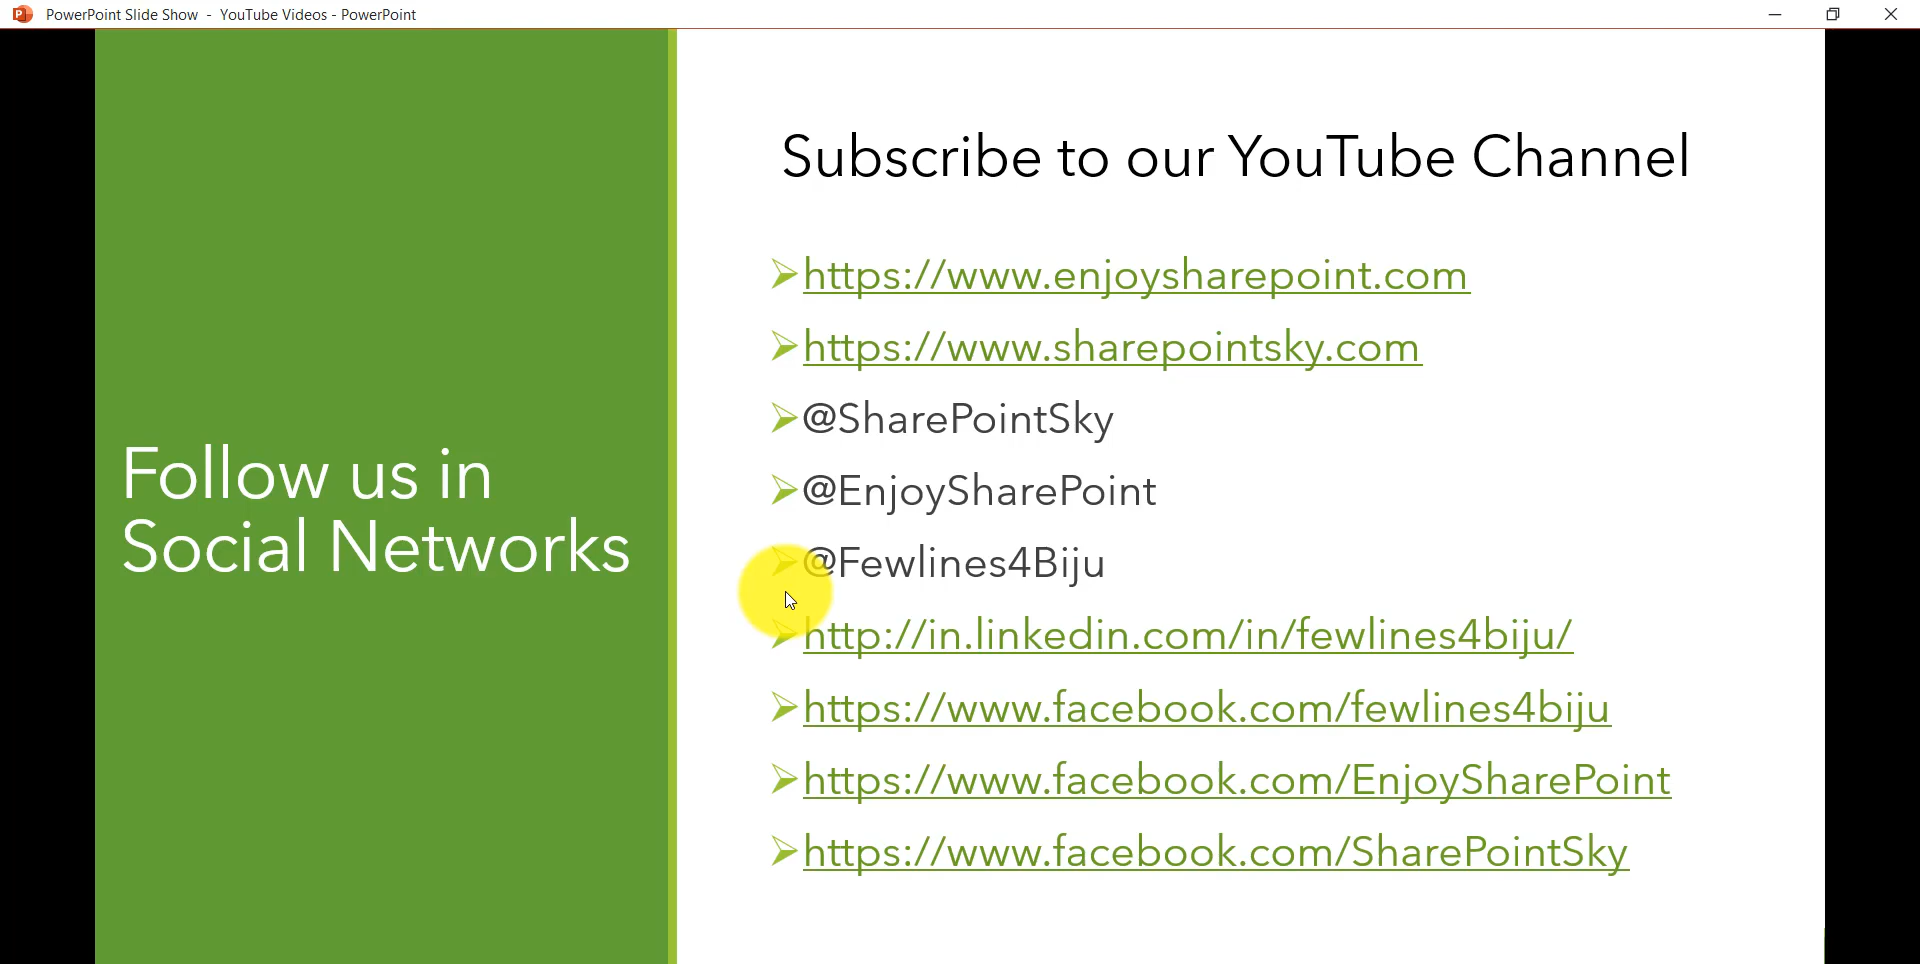 PowerPoint Slide Show - YouTube Videos - PowerPoint
Follow us in
Social Networks
Subscribe to our YouTube Channel
https://www.enjoysharepoint.com
https://www.sharepointsky.com
@SharePointSky
@EnjoySharePoint
@Fewlines4Biju
http://in.linkedin.com/in/fewlines4biju/
https://www.facebook.com/fewlines4biju
https://www.facebook.com/EnjoySharePoint
https://www.facebook.com/SharePointSky